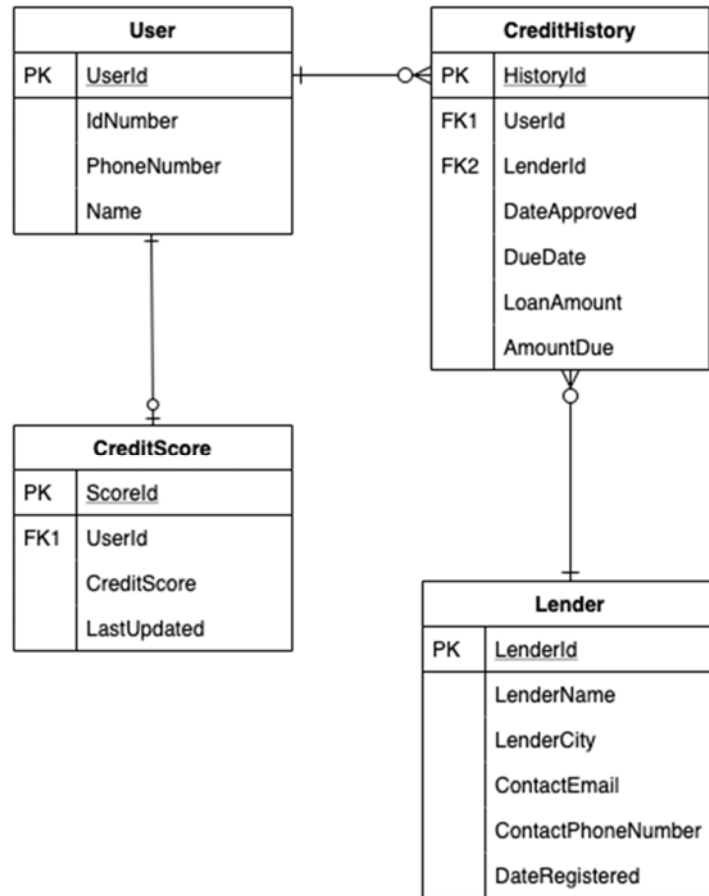 User
PK UserId
IdNumber
PhoneNumber
Name
CreditHistory
PK HistoryId
FK1 UserId
FK2 LenderId
DateApproved
DueDate
LoanAmount
AmountDue
CreditScore
PK ScoreId
FK1 UserId
CreditScore
LastUpdated
Lender
PK LenderId
LenderName
LenderCity
ContactEmail
ContactPhoneNumber
DateRegistered